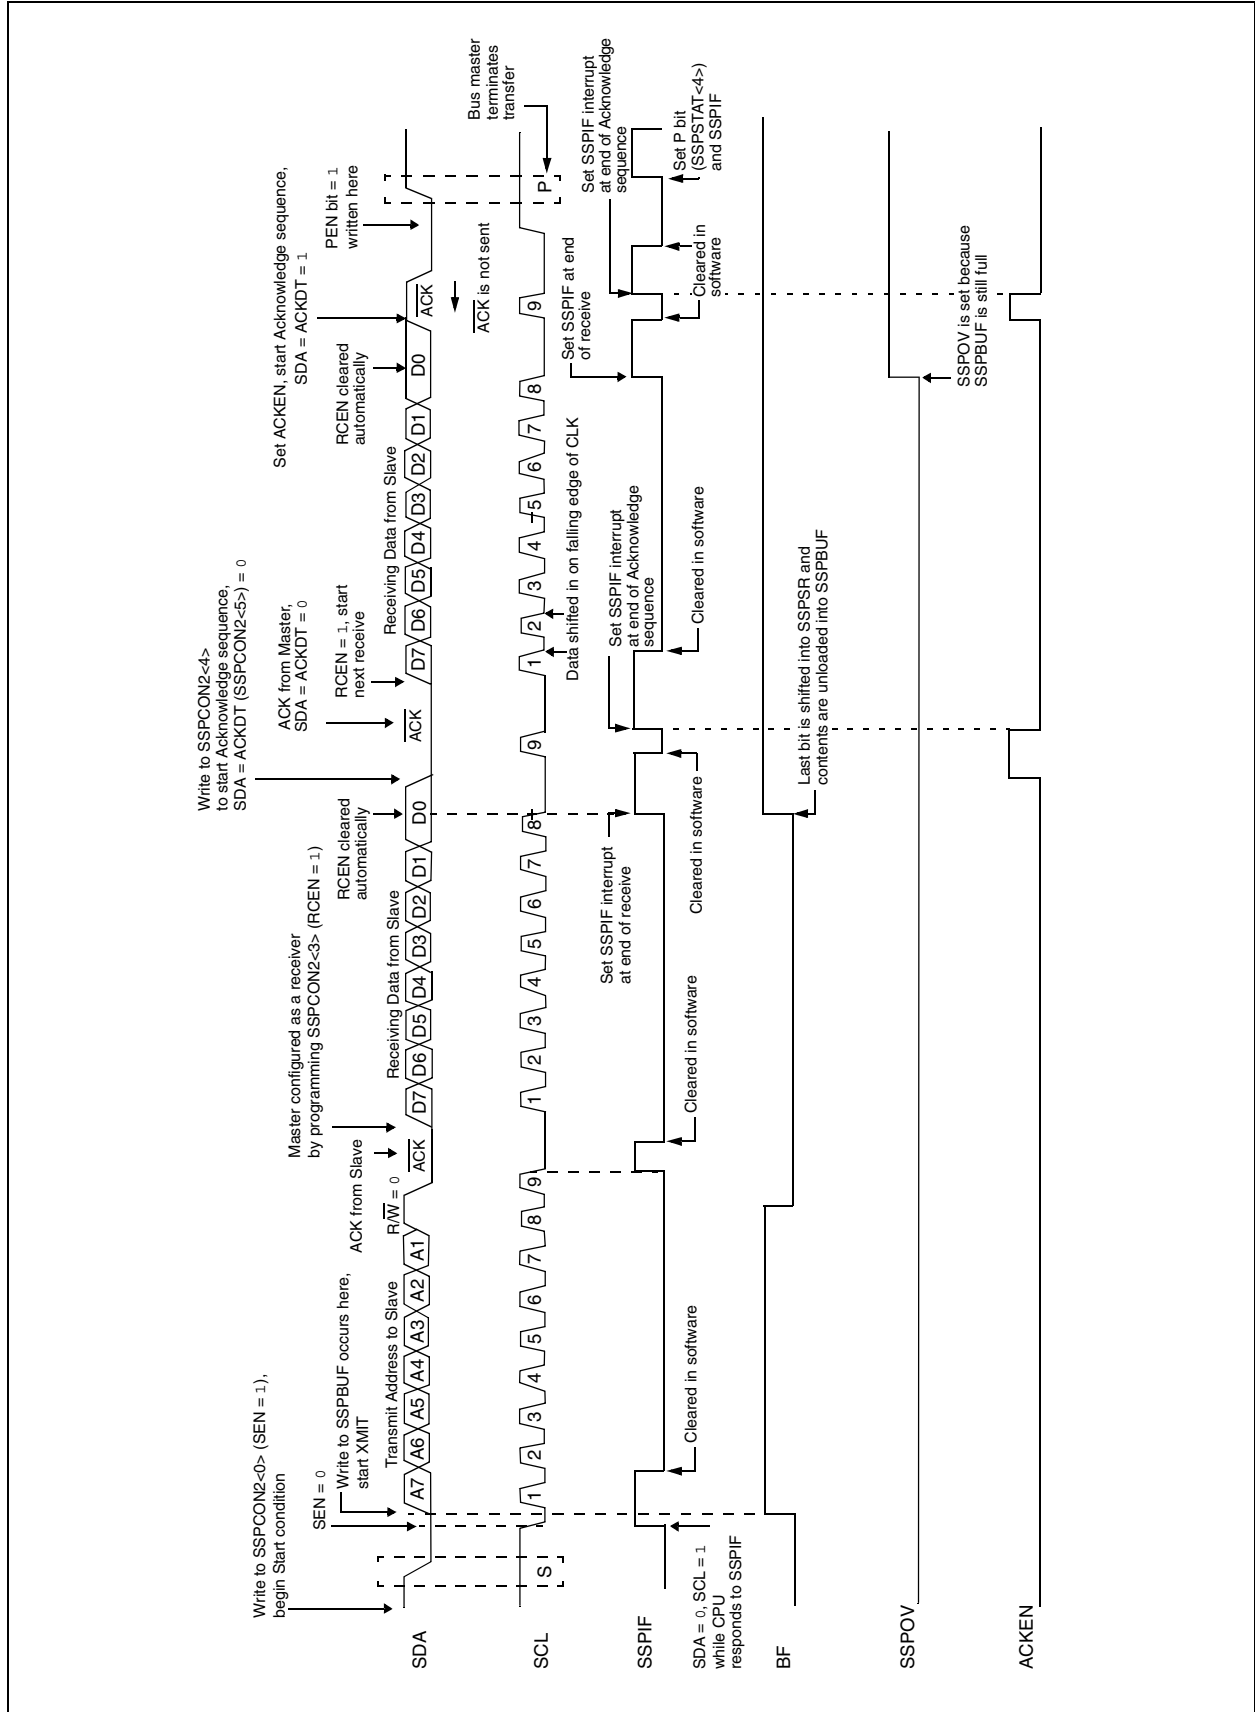 Write to SSPCON2<0> (SEN = 1),
begin Start condition
SEN = 0
Write to SSPBUF occurs here,
start XMIT
Transmit Address to Slave
R/W = 0
ACK from Slave
Master configured as a receiver
by programming SSPCON2<3> (RCEN = 1)
Receiving Data from Slave
RCEN cleared
automatically
Write to SSPCON2<4>
to start Acknowledge sequence,
SDA = ACKDT (SSPCON2<5>) = 0
ACK from Master,
SDA = ACKDT = 0
RCEN = 1, start
next receive
Receiving Data from Slave
RCEN cleared
automatically
Set ACKEN, start Acknowledge sequence,
SDA = ACKDT = 1
PEN bit = 1
written here
SDA
A7 A6 A5 A4 A3 A2 A1 ACK D7 D6 D5 D4 D3 D2 D1 D0 ACK D7 D6 D5 D4 D3 D2 D1 D0 ACK
ACK is not sent
Bus master
terminates
transfer
SCL
S 1 2 3 4 5 6 7 8 9 1 2 3 4 5 6 7 8 9 1 2 3 4 5 6 7 8 9 P
Data shifted in on falling edge of CLK
Set SSPIF interrupt
at end of receive
Set SSPIF interrupt
at end of Acknowledge
sequence
Set SSPIF at end
of receive
Set SSPIF interrupt
at end of Acknowledge
sequence
SSPIF
SDA = 0, SCL = 1
while CPU
responds to SSPIF
Cleared in software
Cleared in software
Cleared in software
Cleared in software
Cleared in
software
Set P bit
(SSPSTAT<4>)
and SSPIF
BF
Last bit is shifted into SSPSR and
contents are unloaded into SSPBUF
SSPOV
SSPOV is set because
SSPBUF is still full
ACKEN